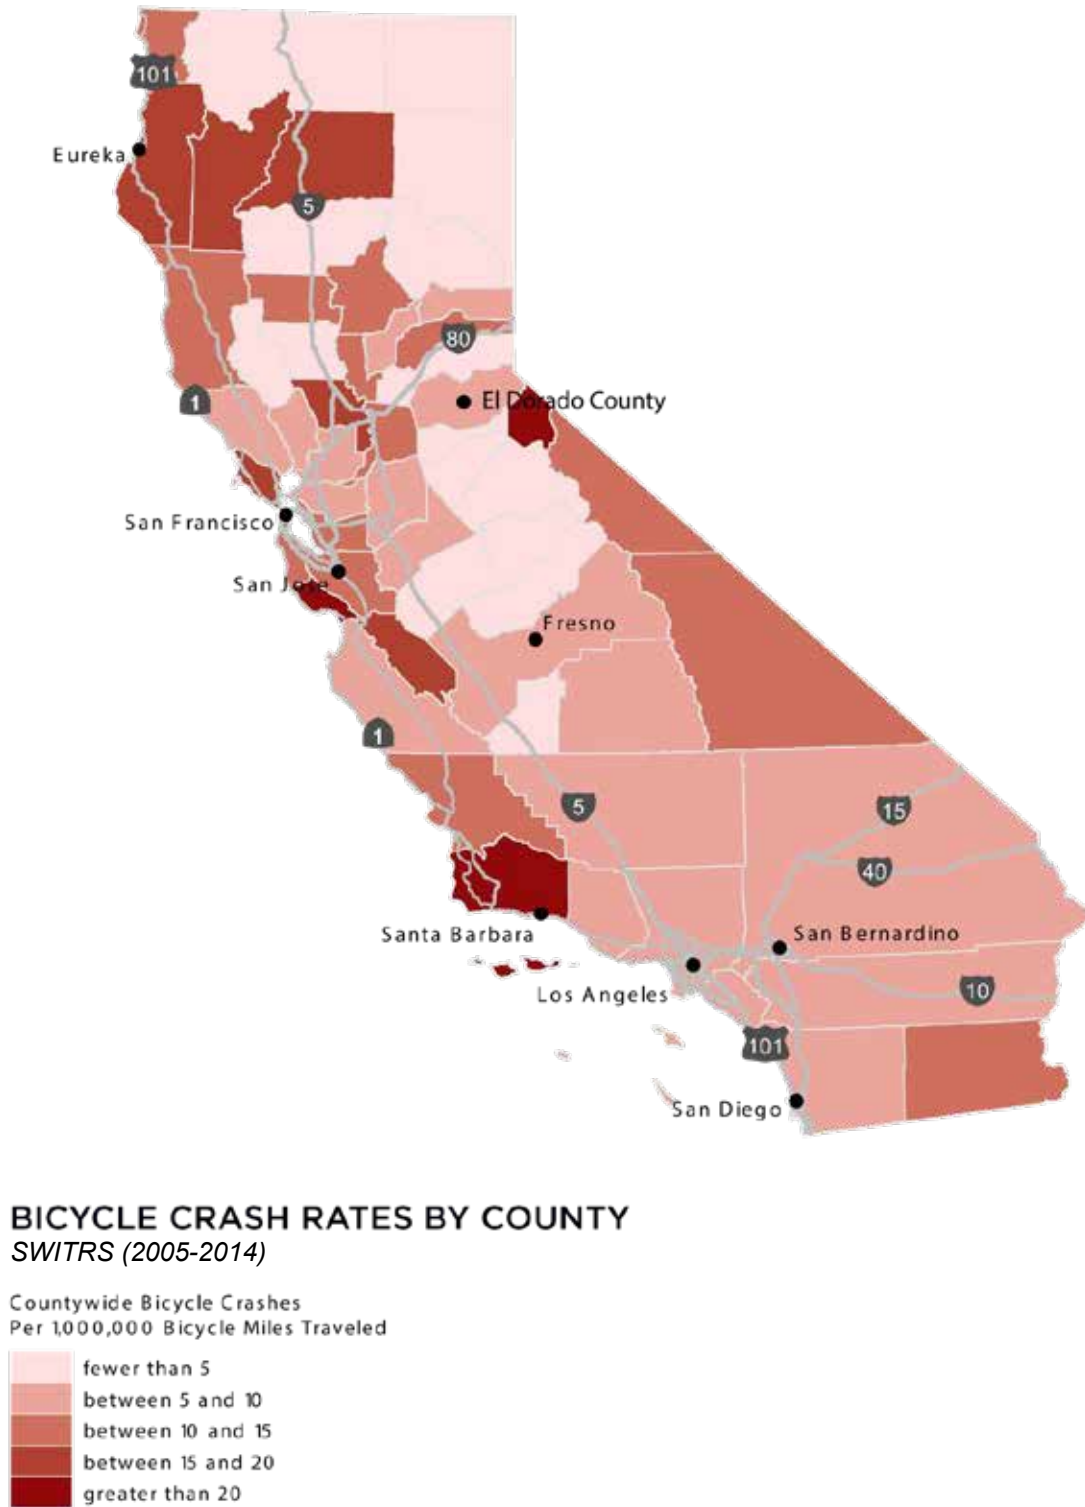 101
Eureka
5
80
1
El Dorado County
San Francisco
San Jose
Fresno
1
5
15
40
Santa Barbara
San Bernardino
Los Angeles
10
101
San Diego
BICYCLE CRASH RATES BY COUNTY
SWITRS (2005-2014)
Countywide Bicycle Crashes
Per 1,000,000 Bicycle Miles Traveled
fewer than 5
between 5 and 10
between 10 and 15
between 15 and 20
greater than 20